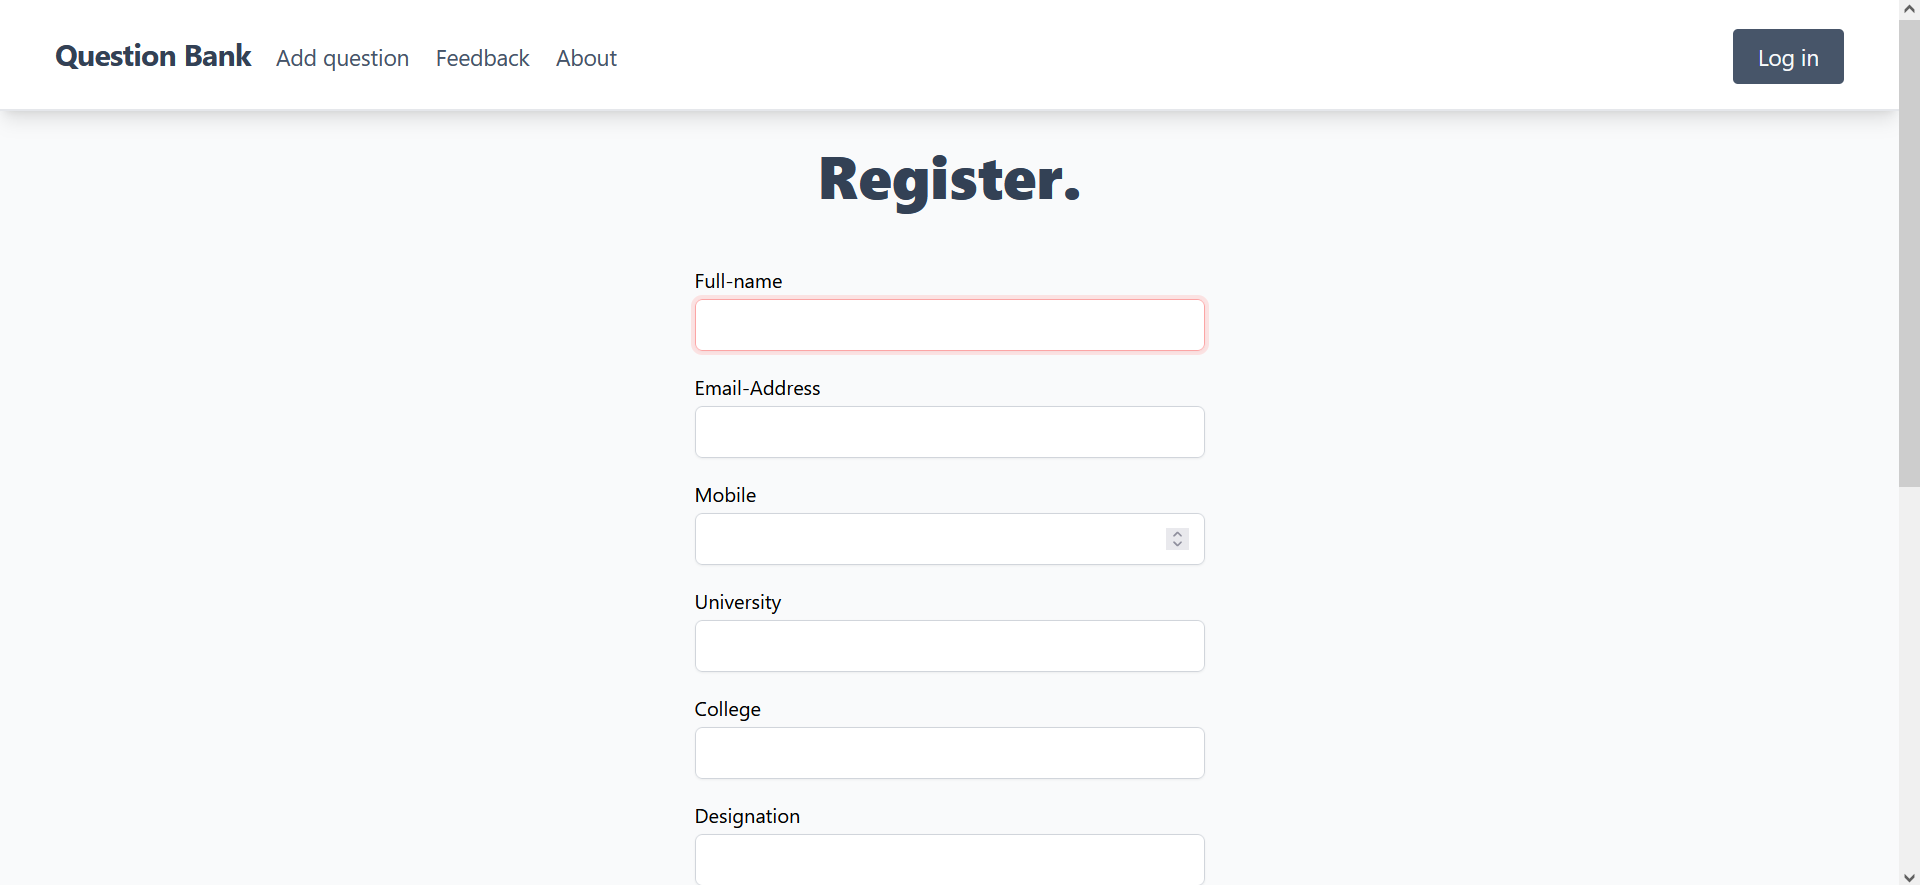 Question Bank Add question Feedback About Log in
Register.
Full-name
Email-Address
Mobile
University
College
Designation